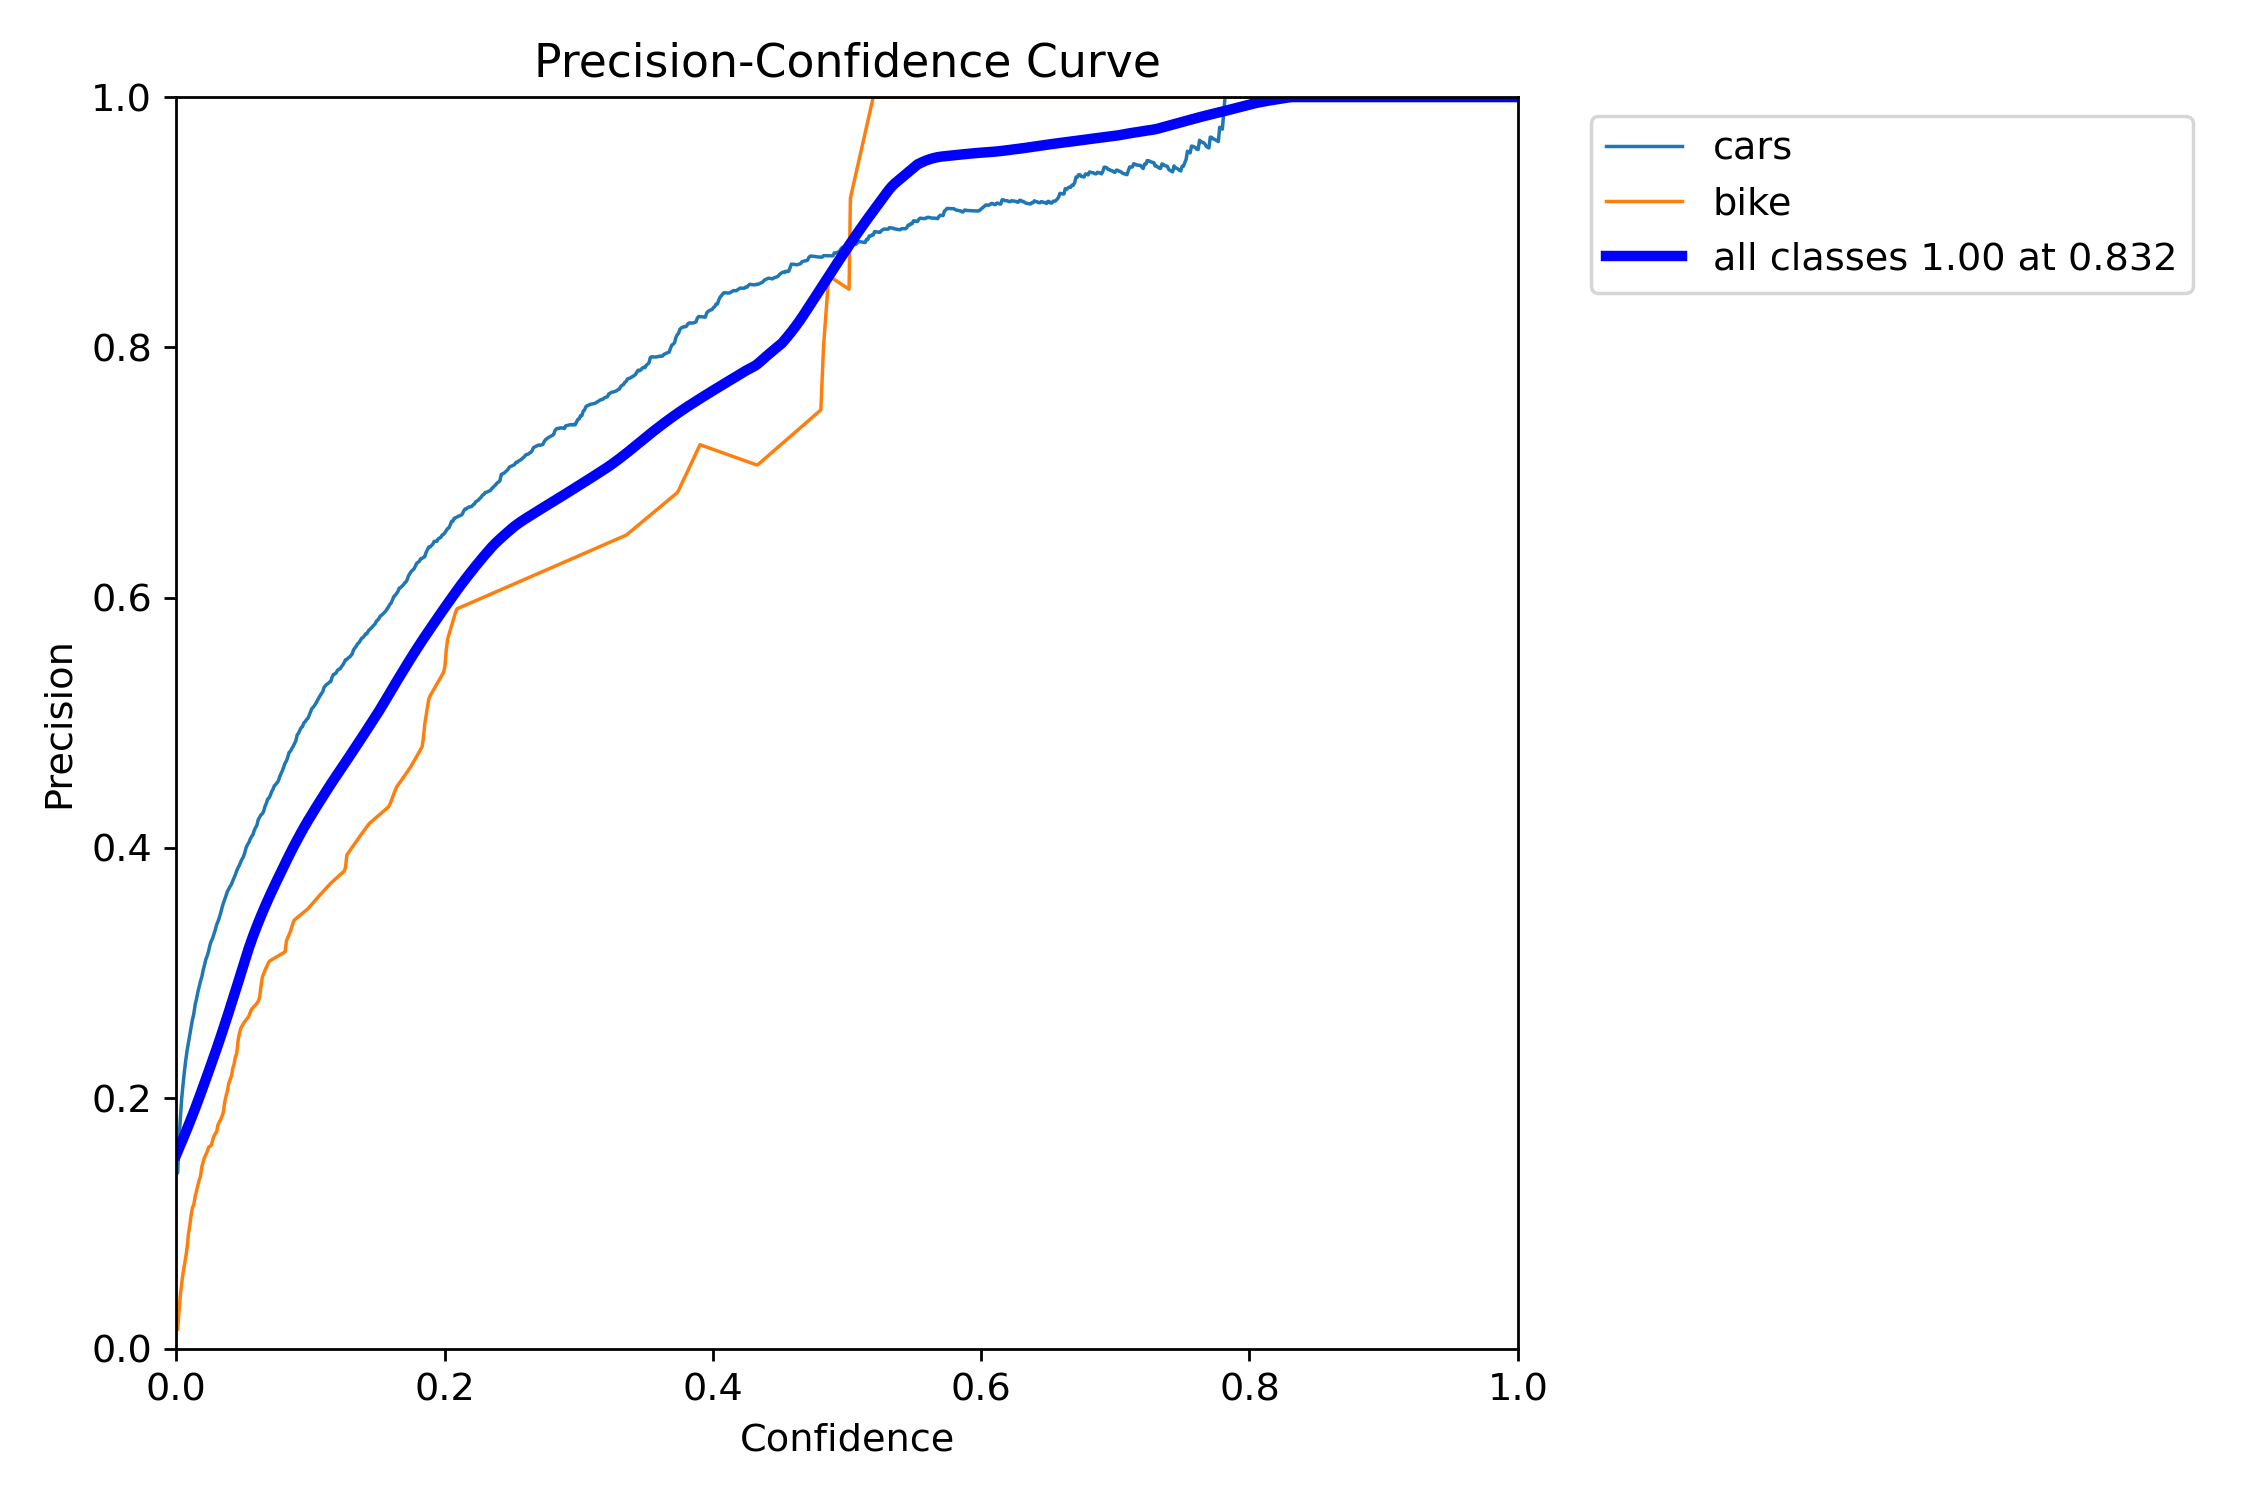 Precision-Confidence Curve
1.0
0.8
0.6
0.4
0.2
0.0
Precision
0.0 0.2 0.4 0.6 0.8 1.0
Confidence
cars
bike
all classes 1.00 at 0.832